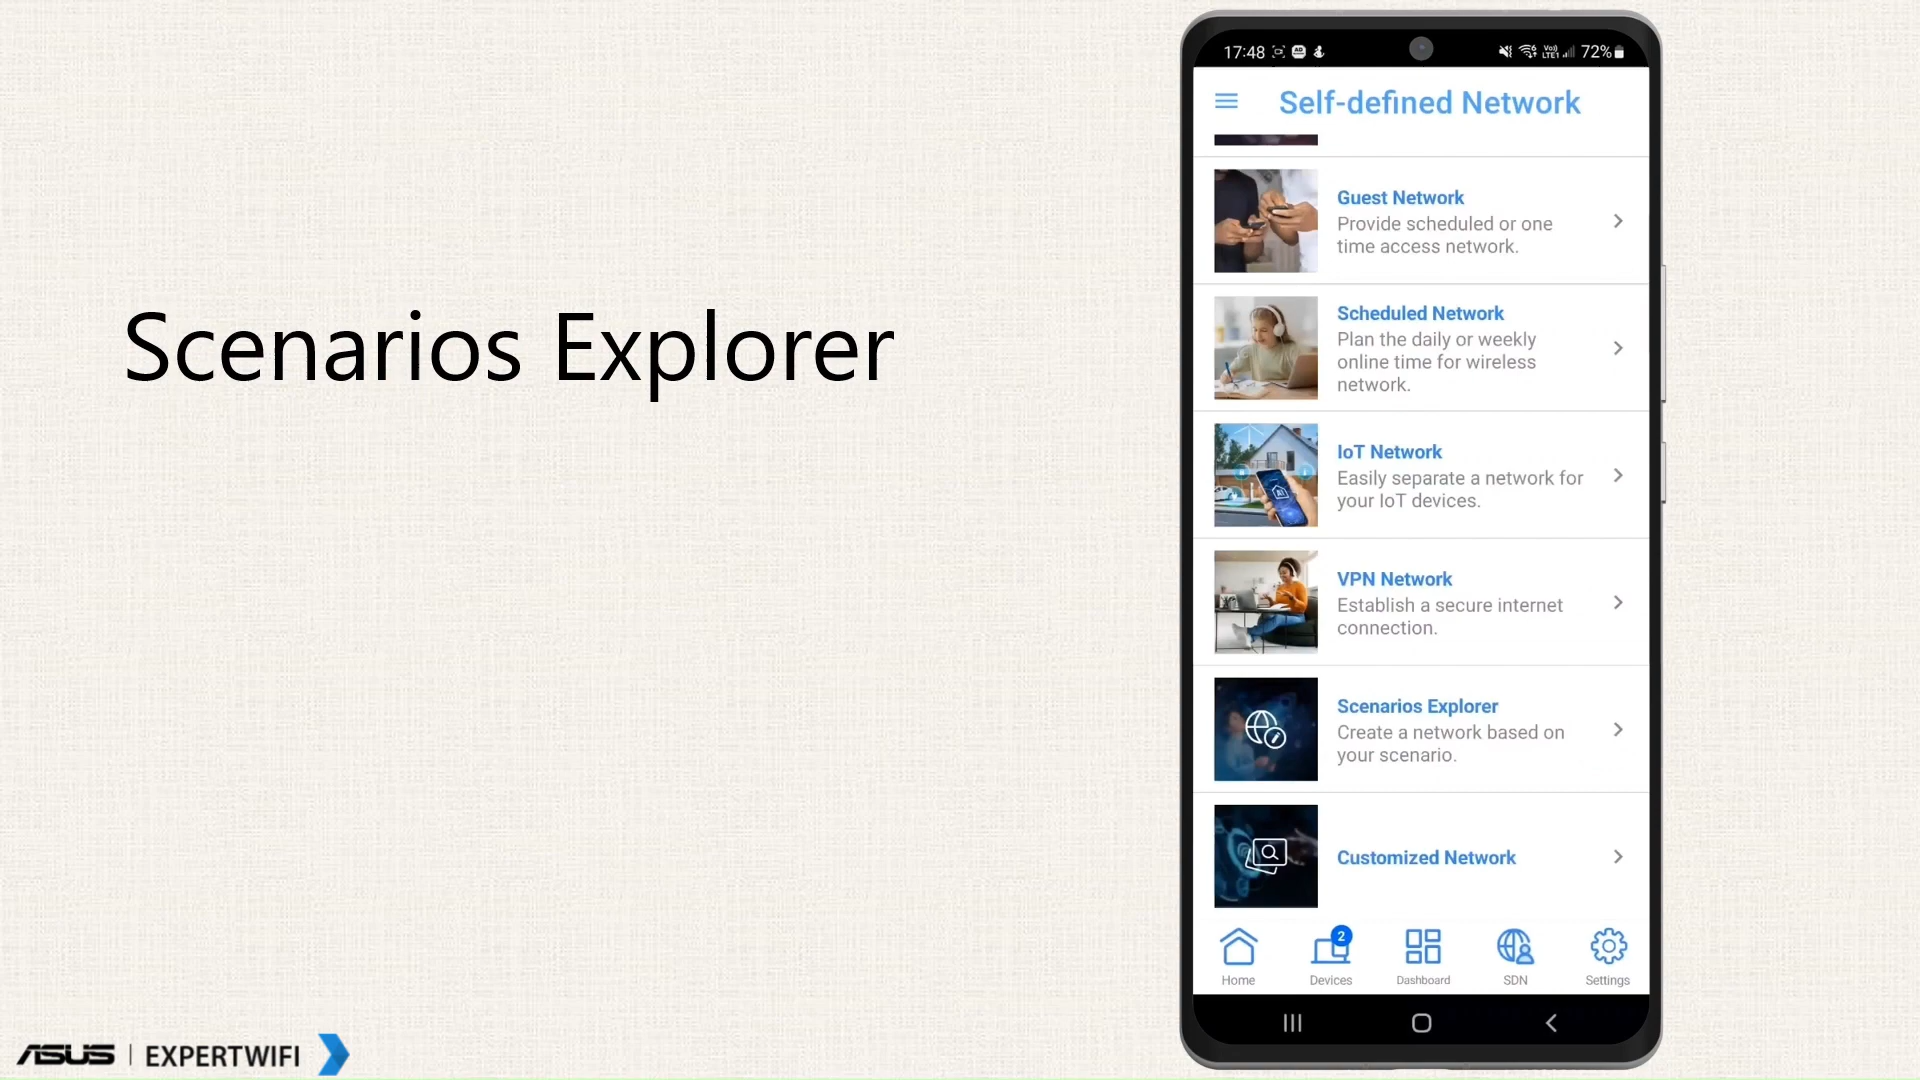 Scenarios Explorer
17:48
72%
Self-defined Network
Guest Network
Provide scheduled or one
time access network.
Scheduled Network
Plan the daily or weekly
online time for wireless
network.
IoT Network
Easily separate a network for
your IoT devices.
VPN Network
Establish a secure internet
connection.
Scenarios Explorer
Create a network based on
your scenario.
Customized Network
2
Home
Devices
Dashboard
SDN
Settings
ASUS | EXPERTWIFI